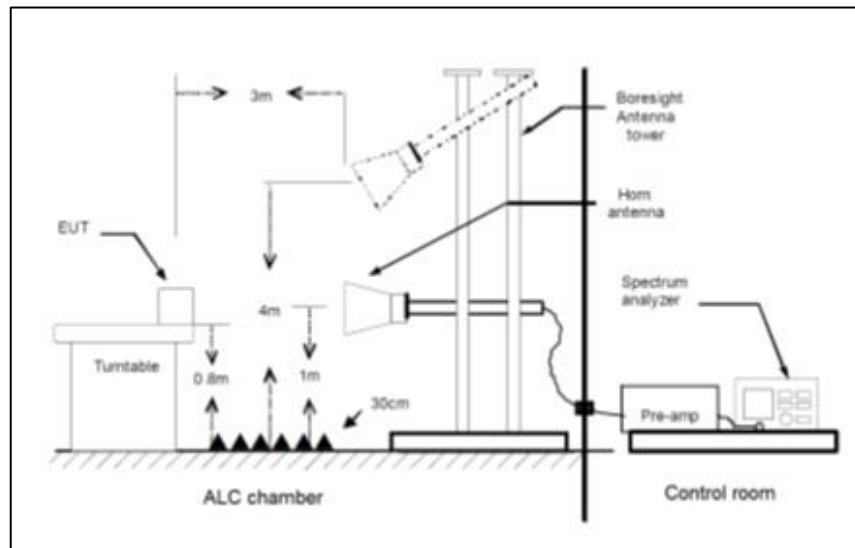 3m
Boresight
Antenna
tower
Horn
antenna
EUT
Spectrum
analyzer
4m
Turntable
0.8m
1m
30cm
Pre-amp
ALC chamber
Control room